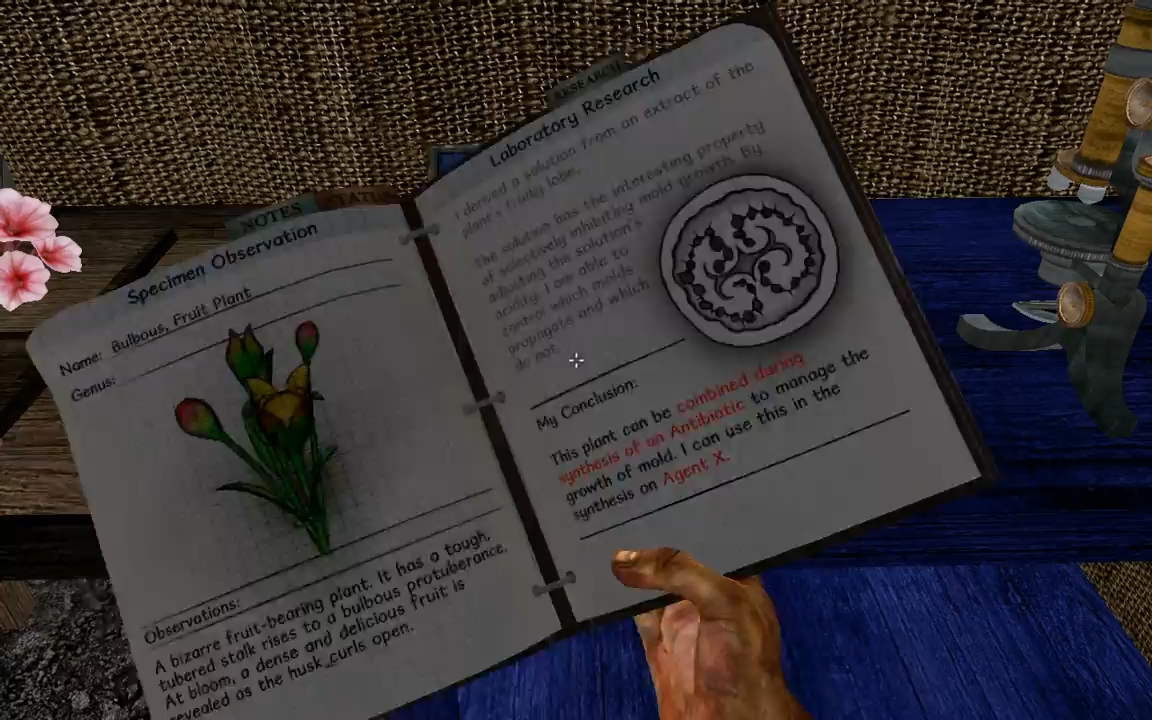 NOTES
Specimen Observation
Name: Bulbous, Fruit Plant
Genus:
Observations:
A bizarre fruit-bearing plant. It has a tough,
tubered stalk rises to a bulbous protuberance.
At bloom, a dense and delicious fruit is
revealed as the husk curls open.
RESEARCH
Laboratory Research
I derived a solution from an extract of the
plant's fruity lobe.
The solution has the interesting property
of selectively inhibiting mold growth. By
adjusting the solution's
acidity, I am able to
control which molds
propagate and which
do not.
My Conclusion:
This plant can be combined during
synthesis of an Antibiotic to manage the
growth of mold. I can use this in the
synthesis on Agent X.